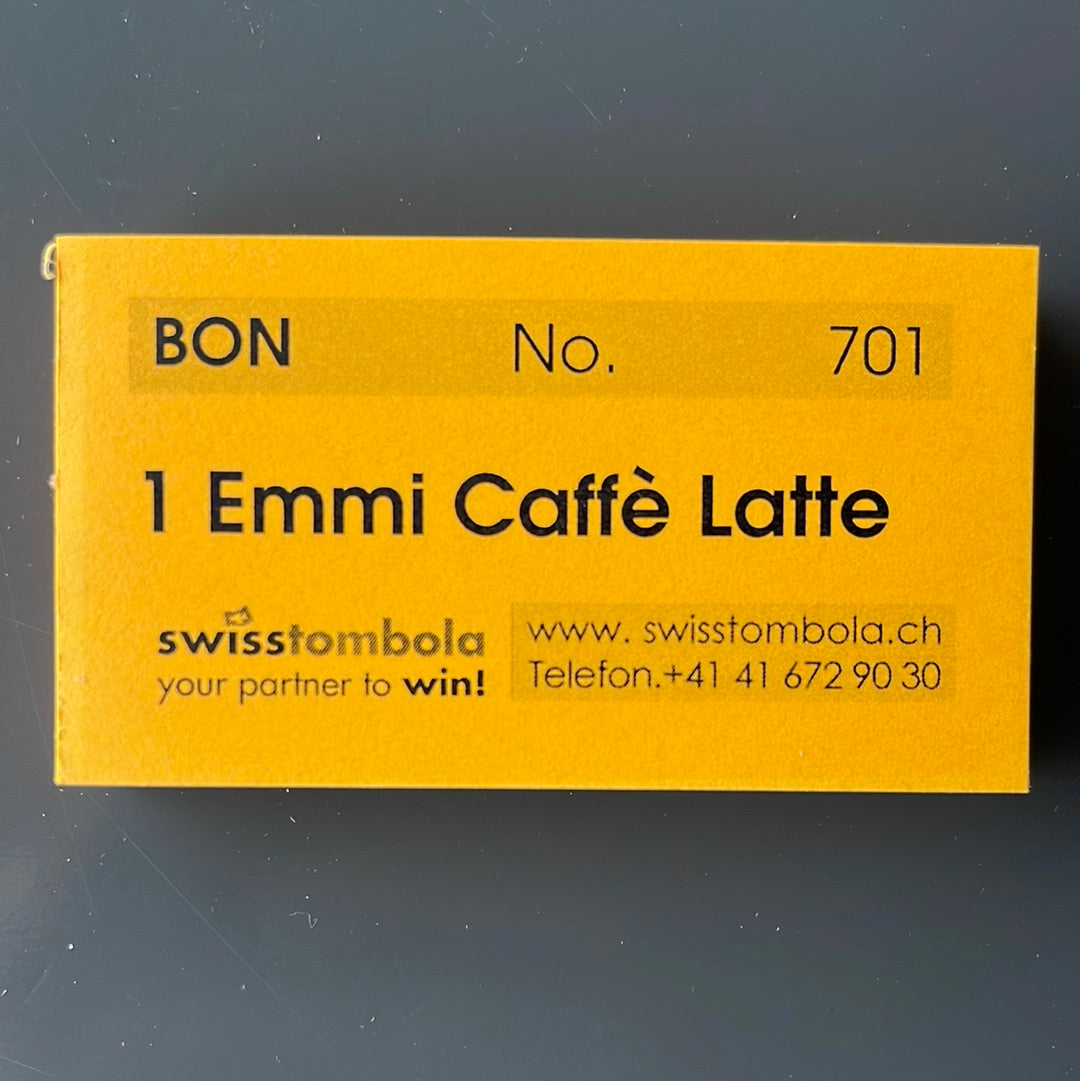 BON No. 701
1 Emmi Caffè Latte
swisstombola
your partner to win!
www. swisstombola.ch
Telefon.+41 41 672 90 30